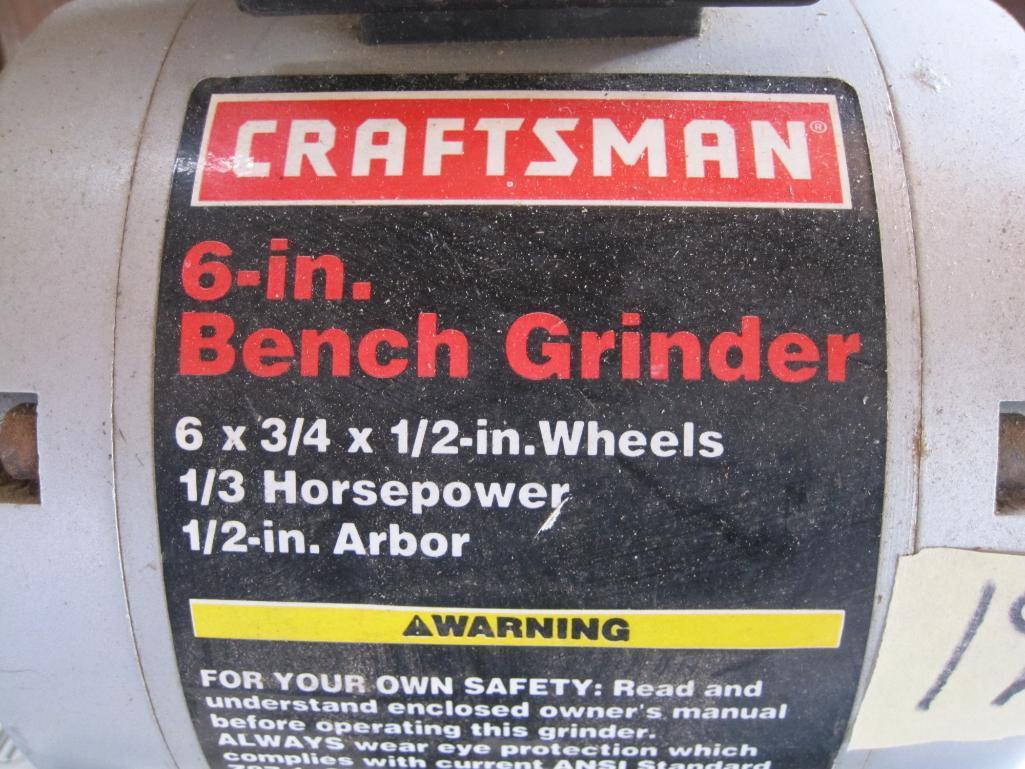 CRAFTSMAN®
6-in.
Bench Grinder
6 x 3/4 x 1/2-in.Wheels
1/3 Horsepower
1/2-in. Arbor
⚠WARNING
FOR YOUR OWN SAFETY: Read and
understand enclosed owner's manual
before operating this grinder.
ALWAYS wear eye protection which
complies with current ANSI Standard